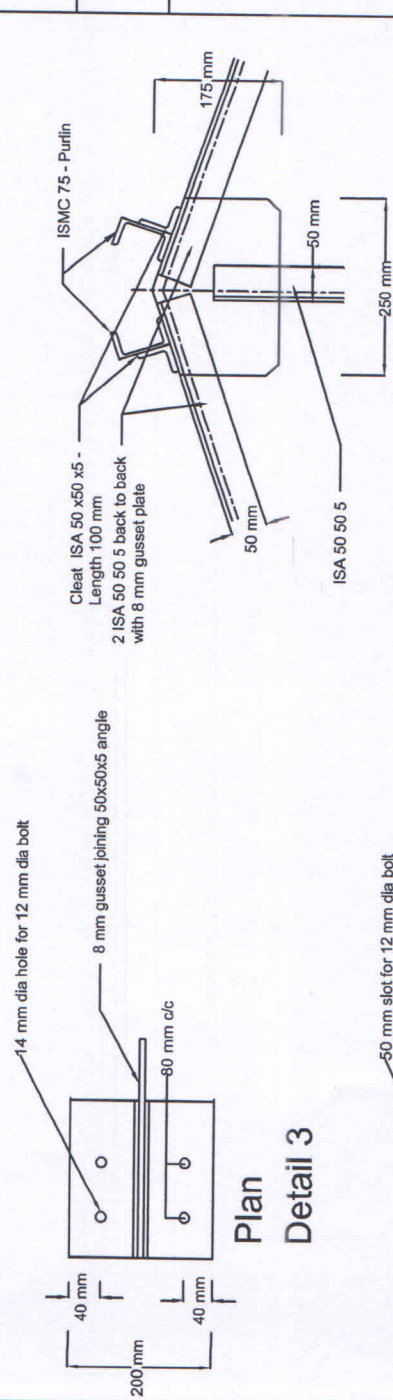 14 mm dia hole for 12 mm dia bolt
8 mm gusset joining 50x50x5 angle
80 mm c/c
40 mm
200 mm
40 mm
Plan
Detail 3
50 mm slot for 12 mm dia bolt
Cleat ISA 50 x50 x5 -
Length 100 mm
2 ISA 50 50 5 back to back
with 8 mm gusset plate
ISMC 75 - Purlin
175 mm
50 mm
50 mm
250 mm
ISA 50 50 5